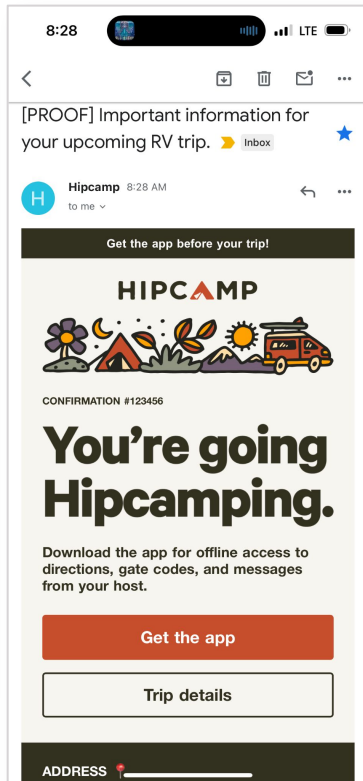 8:28
LTE
[PROOF] Important information for
your upcoming RV trip.
Inbox
H
Hipcamp 8:28 AM
to me
Get the app before your trip!
HIPCAMP
CONFIRMATION #123456
You're going
Hipcamping.
Download the app for offline access to
directions, gate codes, and messages
from your host.
Get the app
Trip details
ADDRESS